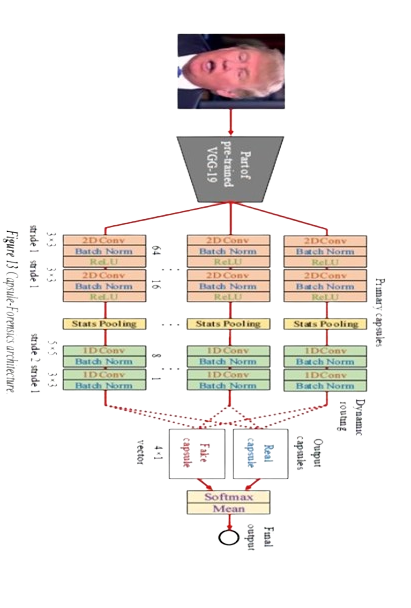 Part of
pre-trained
VGG-19
Primary capsules
2D Conv
Batch Norm
ReLU
2D Conv
Batch Norm
ReLU
Stats Pooling
1D Conv
Batch Norm
1D Conv
Batch Norm
2D Conv
Batch Norm
ReLU
2D Conv
Batch Norm
ReLU
Stats Pooling
1D Conv
Batch Norm
1D Conv
Batch Norm
2D Conv
Batch Norm
ReLU
2D Conv
Batch Norm
ReLU
Stats Pooling
1D Conv
Batch Norm
1D Conv
Batch Norm
64
16
8
1
3×3
stride 1
3×3
stride 1
5×5
stride 2
3×3
stride 1
Dynamic
routing
Output
capsules
Real
capsule
Fake
capsule
4×1
vector
Softmax
Mean
Final
output
Figure 13 Capsule-Forensics architecture